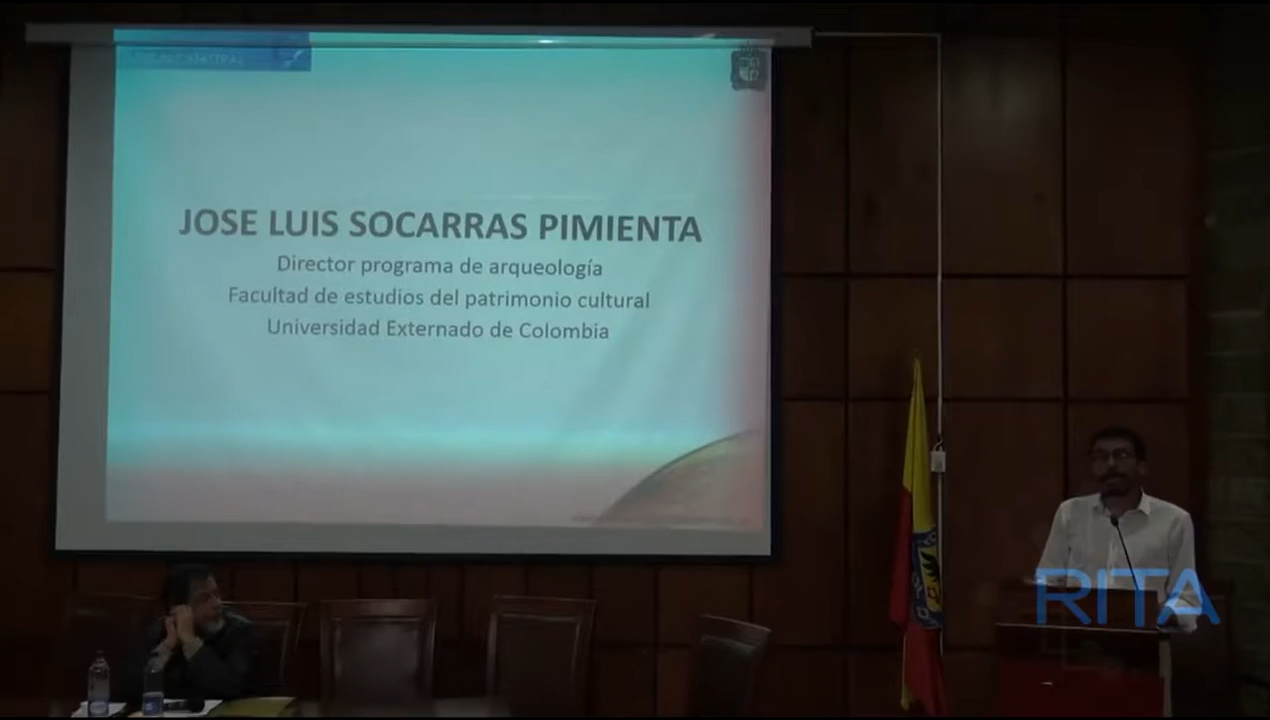 JOSE LUIS SOCARRAS PIMIENTA
Director programa de arqueología
Facultad de estudios del patrimonio cultural
Universidad Externado de Colombia
RITA